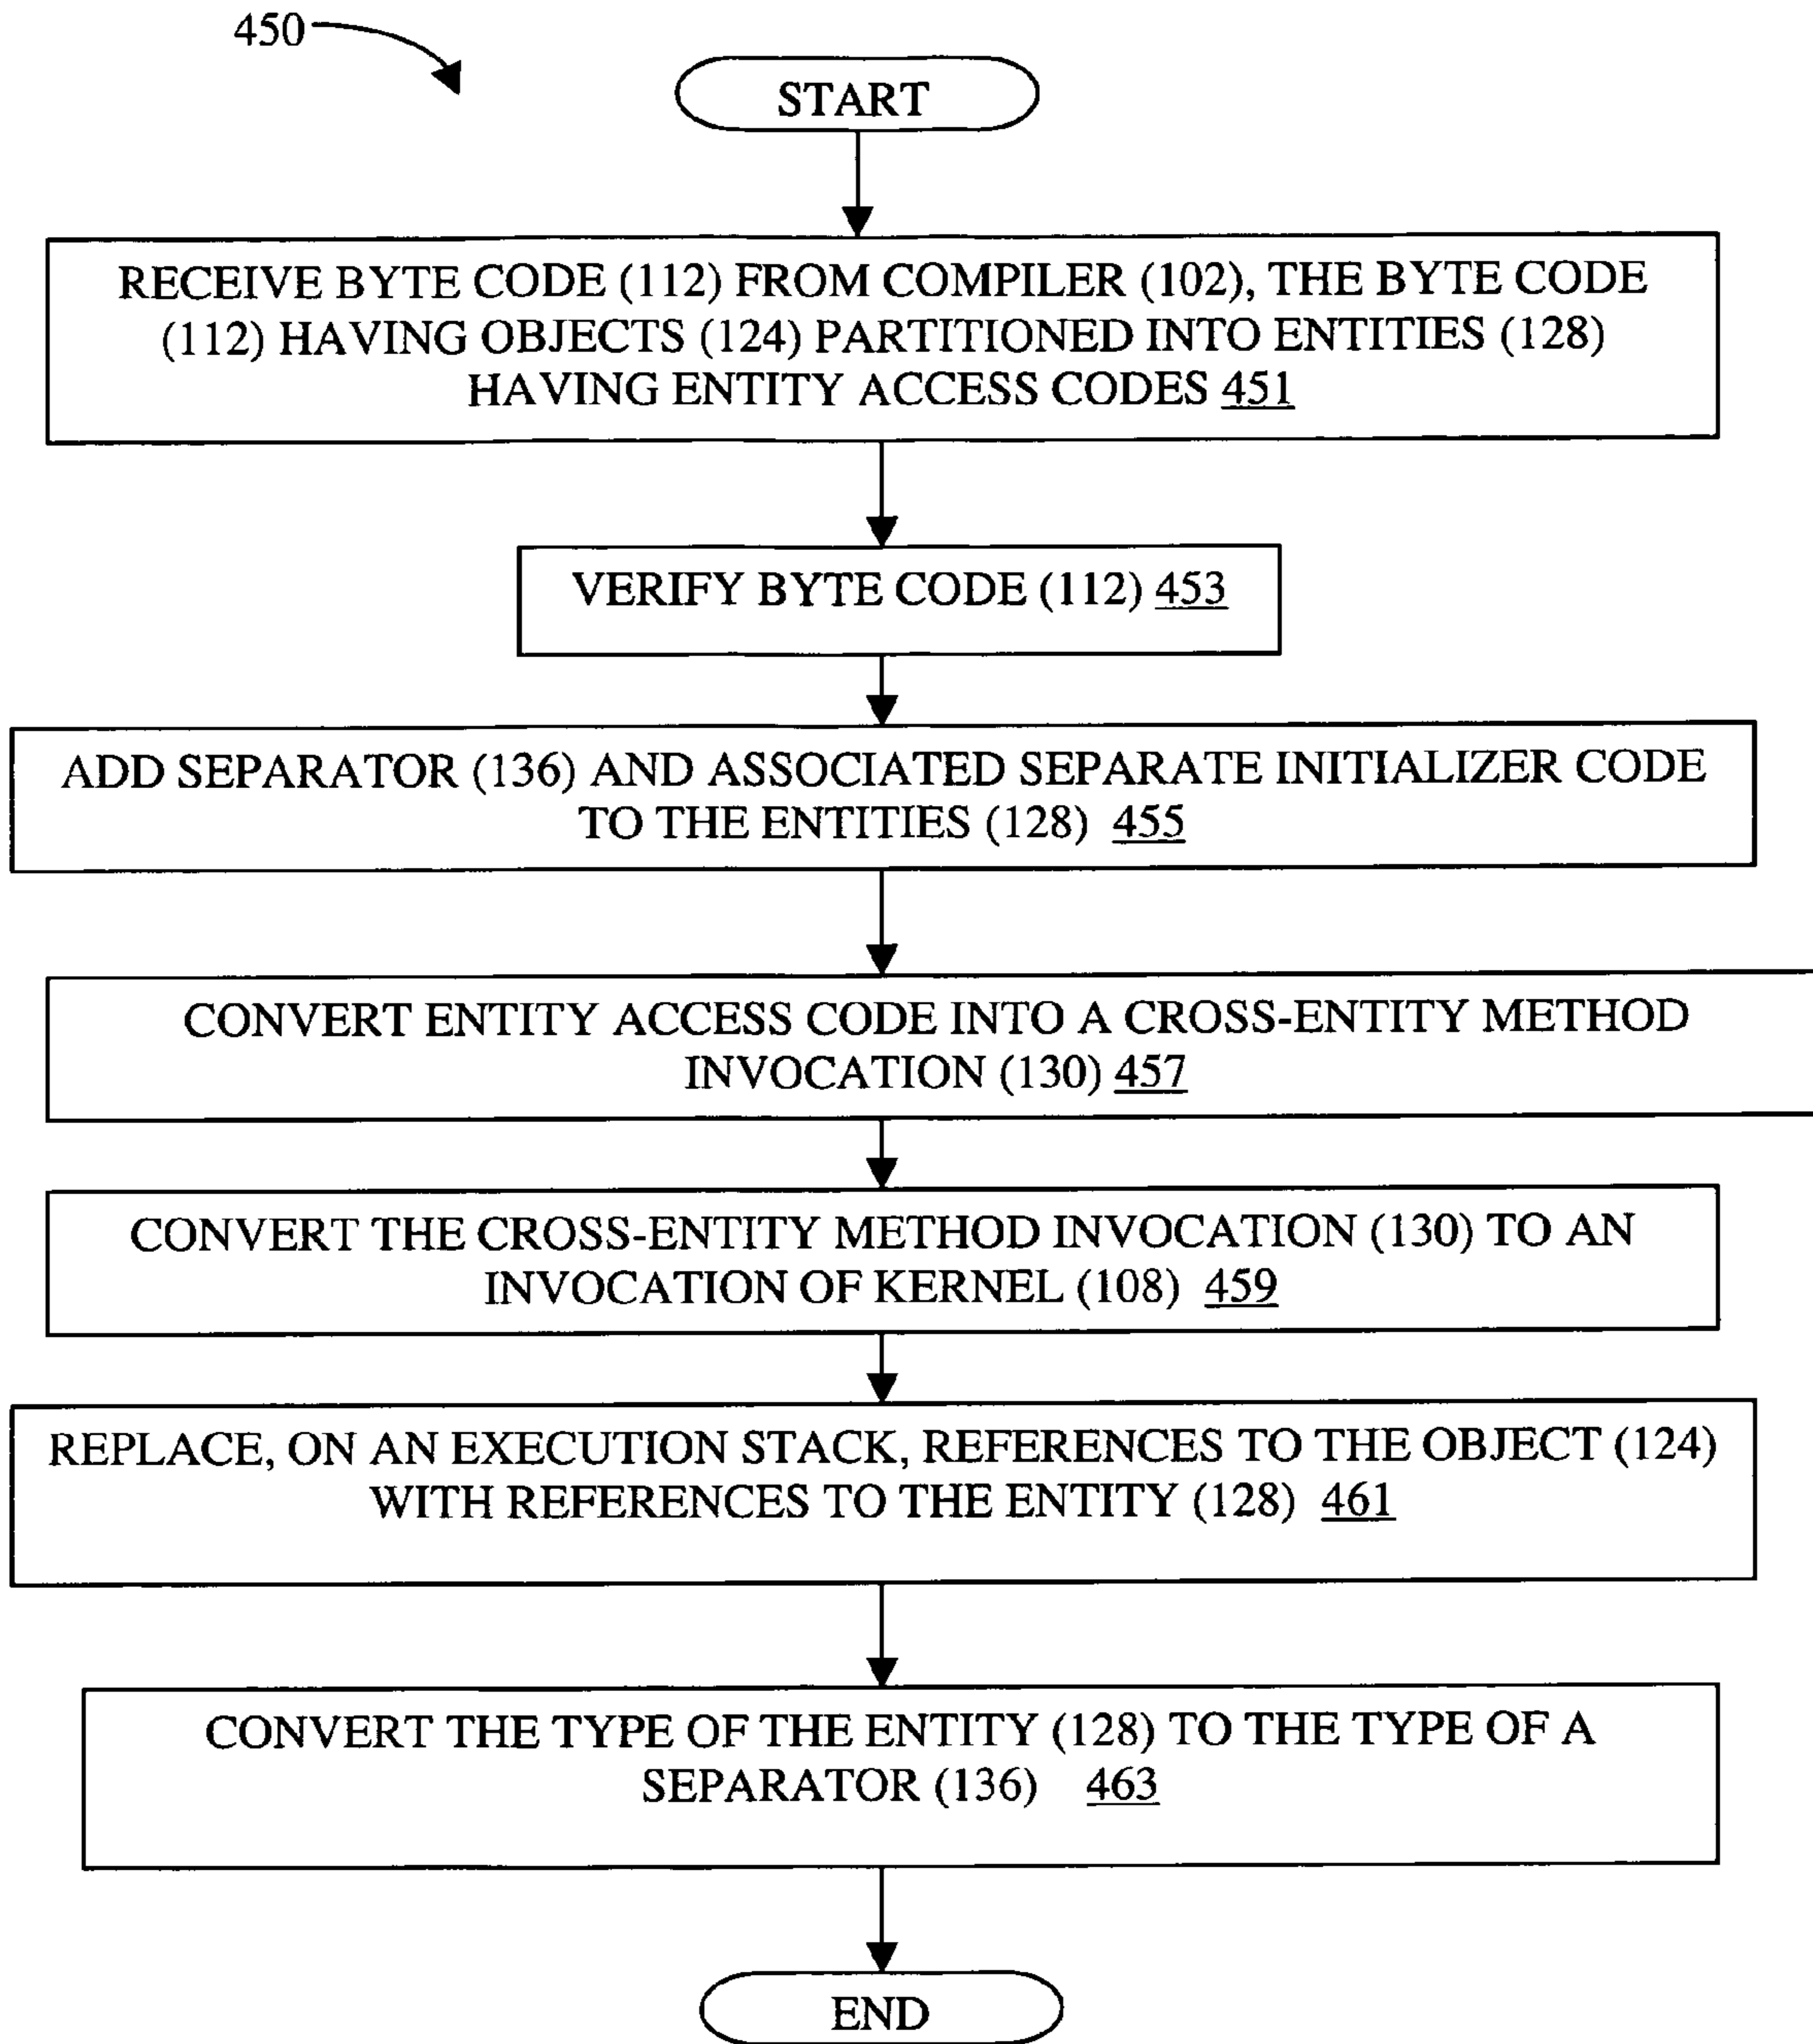 450
START
RECEIVE BYTE CODE (112) FROM COMPILER (102), THE BYTE CODE
(112) HAVING OBJECTS (124) PARTITIONED INTO ENTITIES (128)
HAVING ENTITY ACCESS CODES 451
VERIFY BYTE CODE (112) 453
ADD SEPARATOR (136) AND ASSOCIATED SEPARATE INITIALIZER CODE
TO THE ENTITIES (128) 455
CONVERT ENTITY ACCESS CODE INTO A CROSS-ENTITY METHOD
INVOCATION (130) 457
CONVERT THE CROSS-ENTITY METHOD INVOCATION (130) TO AN
INVOCATION OF KERNEL (108) 459
REPLACE, ON AN EXECUTION STACK, REFERENCES TO THE OBJECT (124)
WITH REFERENCES TO THE ENTITY (128) 461
CONVERT THE TYPE OF THE ENTITY (128) TO THE TYPE OF A
SEPARATOR (136) 463
END